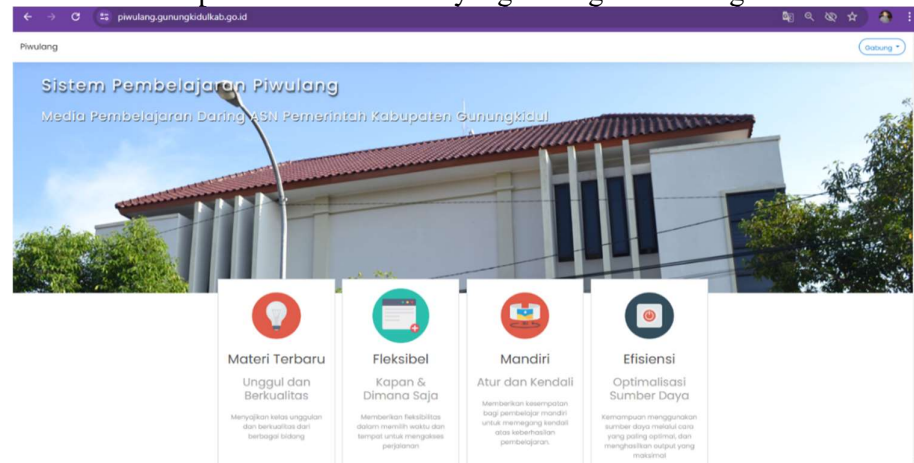 piwulang.gunungkidulkab.go.id
Piwulang
Gabung
Sistem Pembelajaran Piwulang
Media Pembelajaran Daring ASN Pemerintah Kabupaten Gunungkidul
Materi Terbaru
Unggul dan
Berkualitas
Menyajikan kelas unggulan
dan berkualitas dari
berbagai bidang
Fleksibel
Kapan &
Dimana Saja
Memberikan fleksibilitas
dalam memilih waktu dan
tempat untuk mengakses
perjalanan
Mandiri
Atur dan Kendali
Memberikan kesempatan
bagi pembelajar mandiri
untuk memegang kendali
atas keberhasilan
pembelajaran.
Efisiensi
Optimalisasi
Sumber Daya
Kemampuan menggunakan
sumber daya melalui cara
yang paling optimal, dan
menghasilkan output yang
maksimal